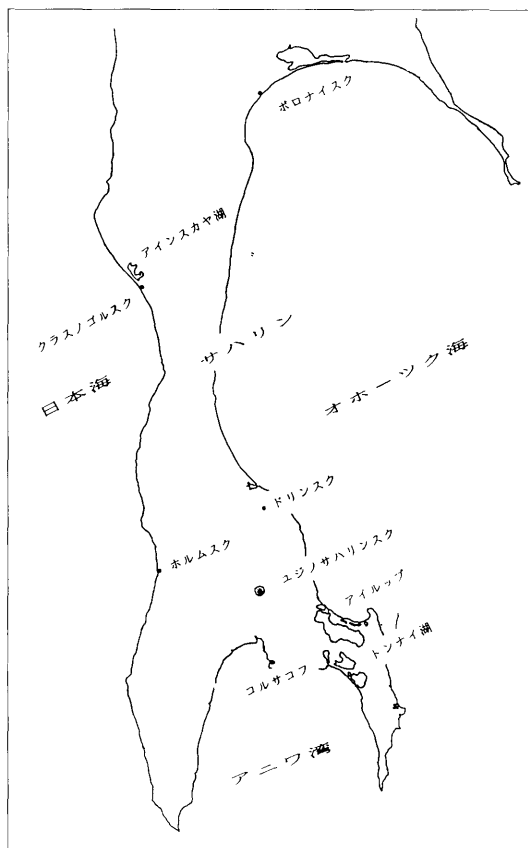 ポロナイスク
アインスカヤ湖
クラスノゴルスク
サハリン
日本海
オホーツク海
ドリンスク
ホルムスク
ユジノサハリンスク
アイルップ
トンナイ湖
コルサコフ
アニワ湾